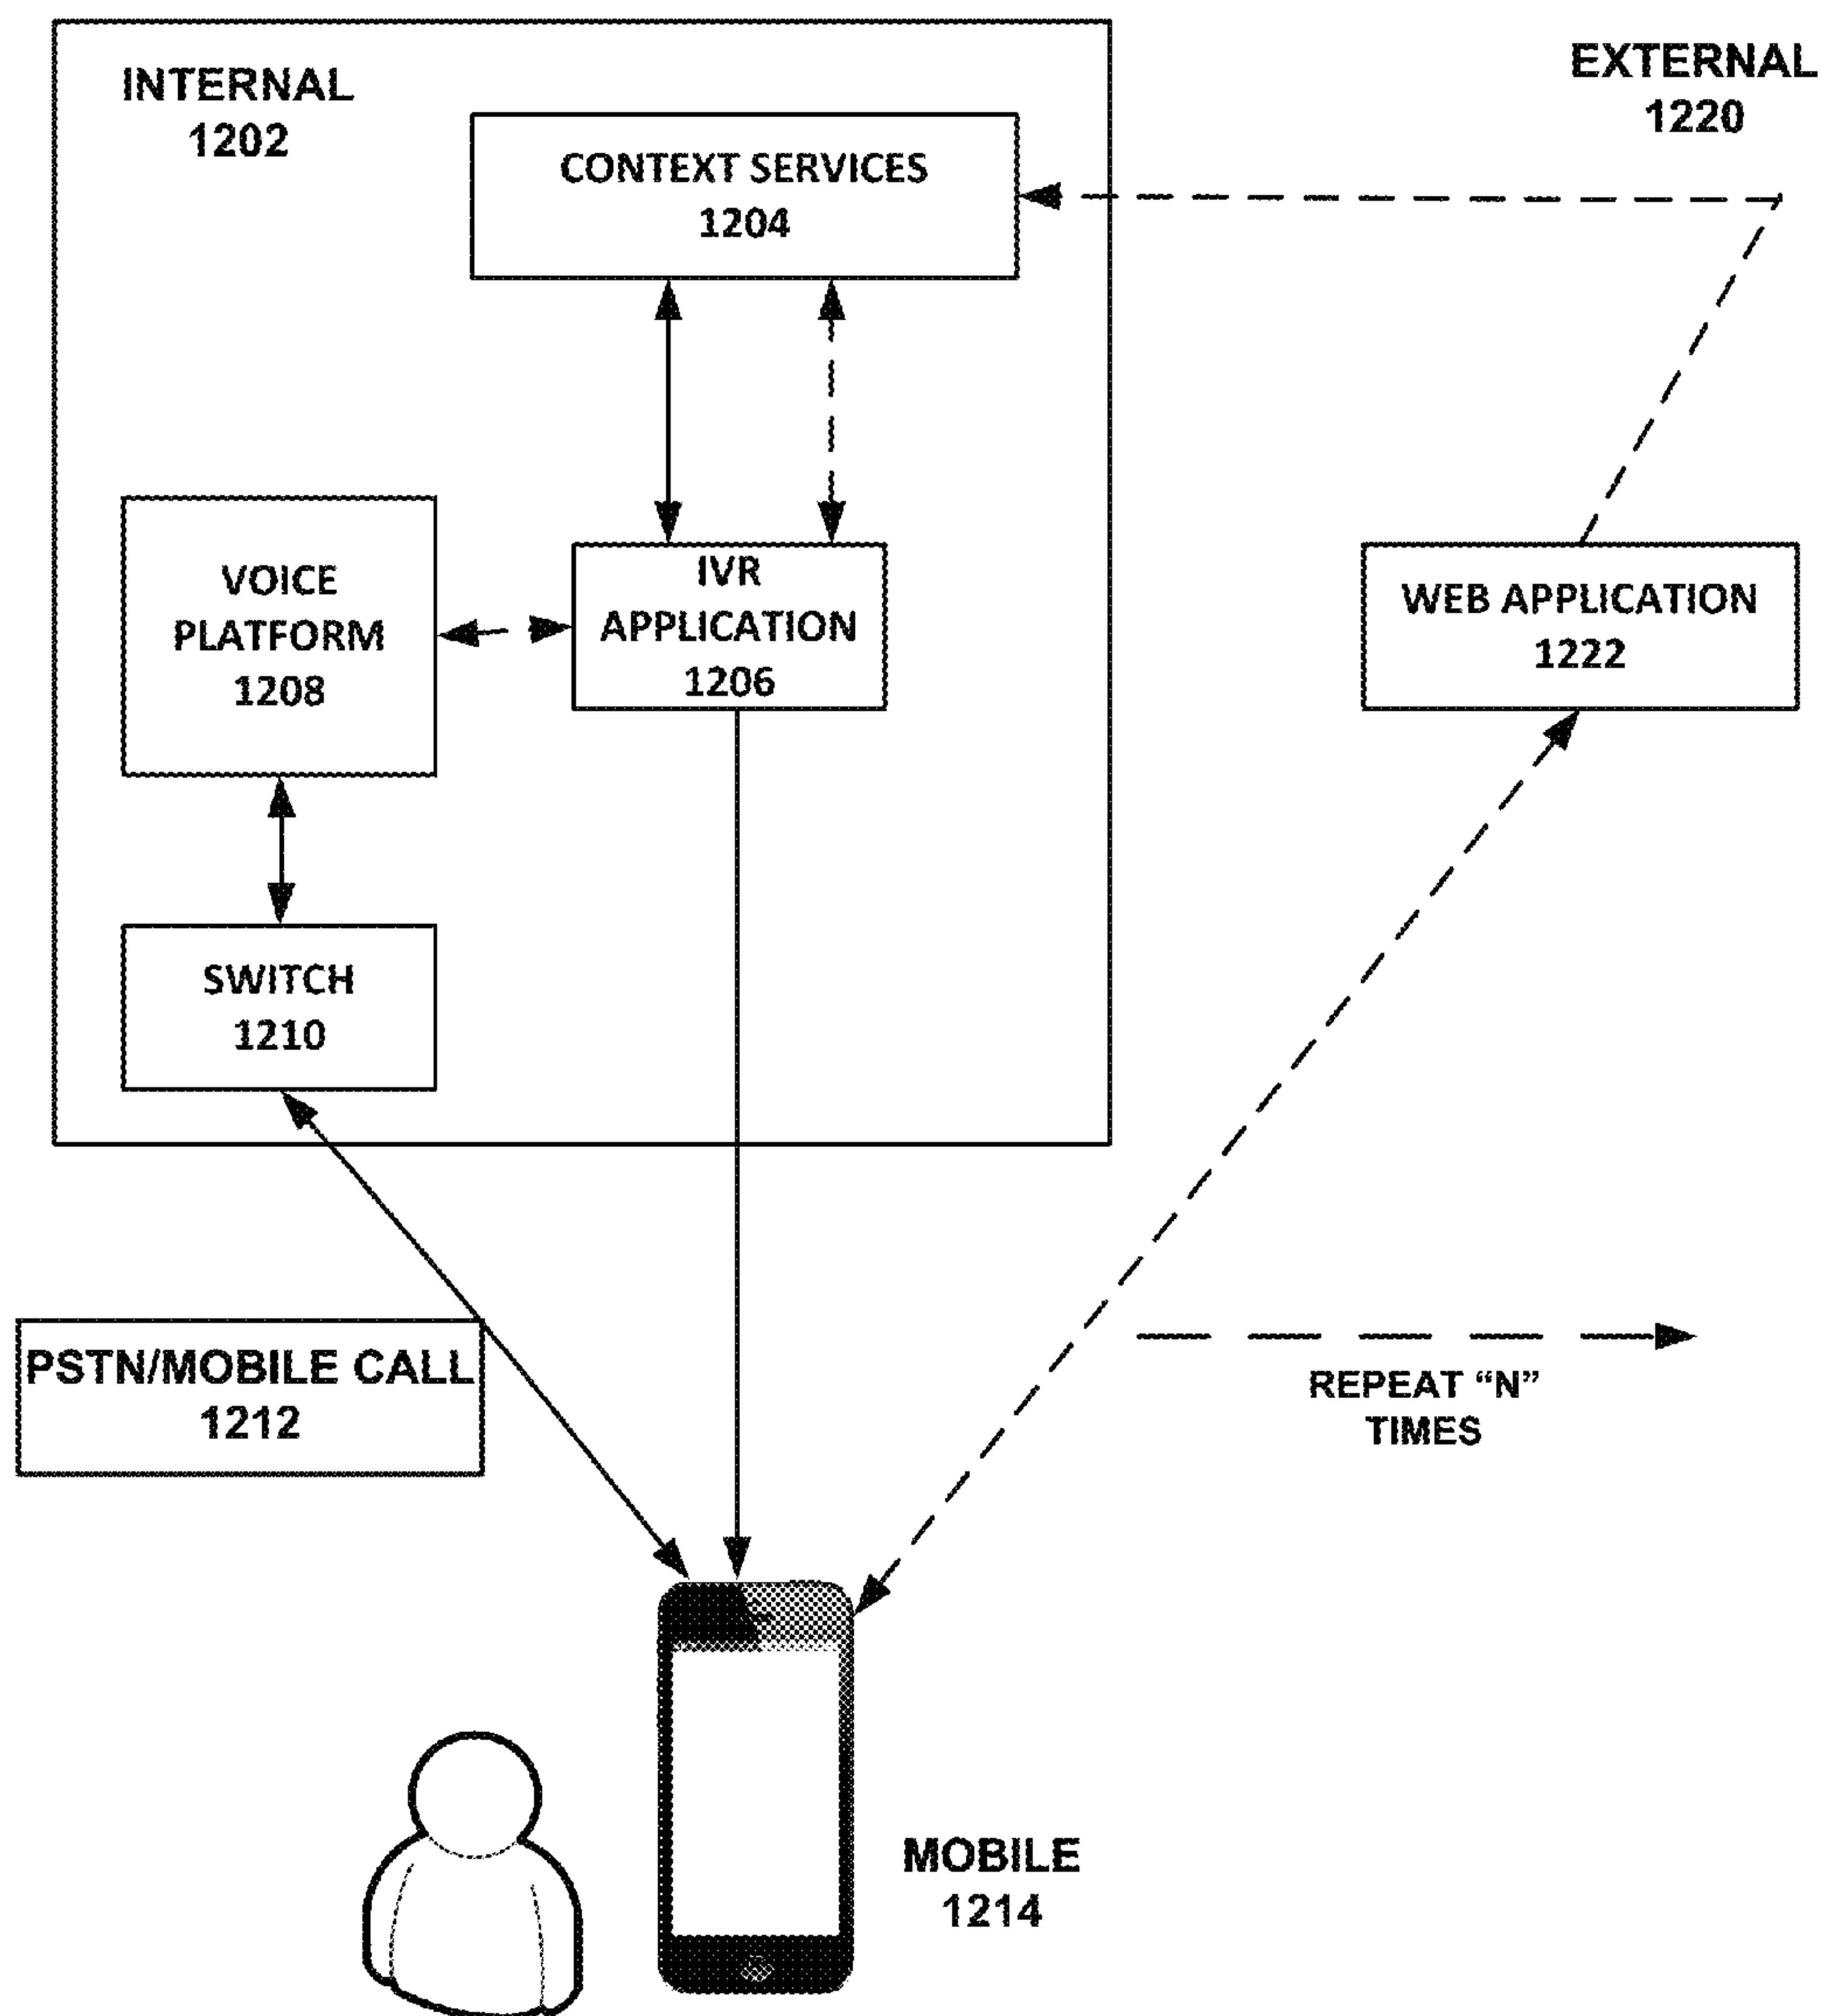 INTERNAL
1202
EXTERNAL
1220
CONTEXT SERVICES
1204
VOICE
PLATFORM
1208
IVR
APPLICATION
1206
WEB APPLICATION
1222
SWITCH
1210
PSTN/MOBILE CALL
1212
REPEAT “N”
TIMES
MOBILE
1214